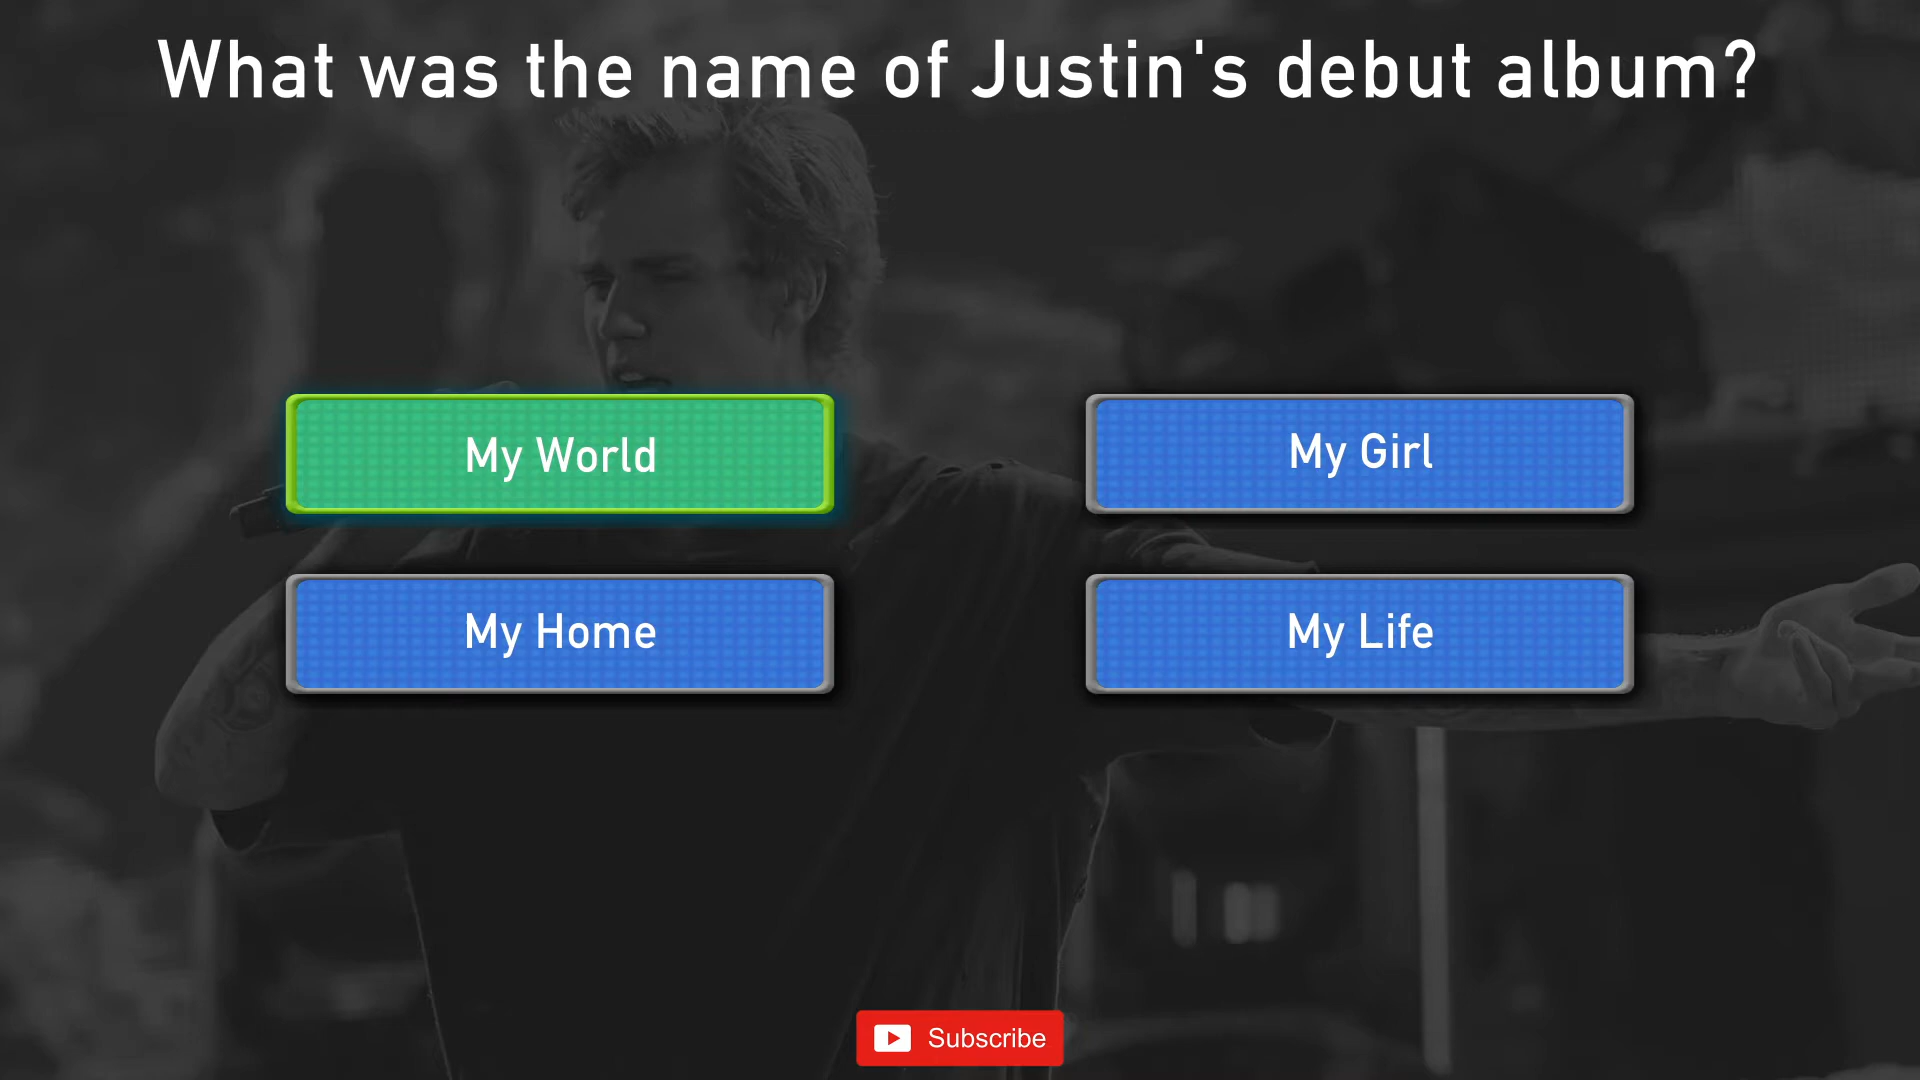 What was the name of Justin's debut album?
My World
My Girl
My Home
My Life
Subscribe